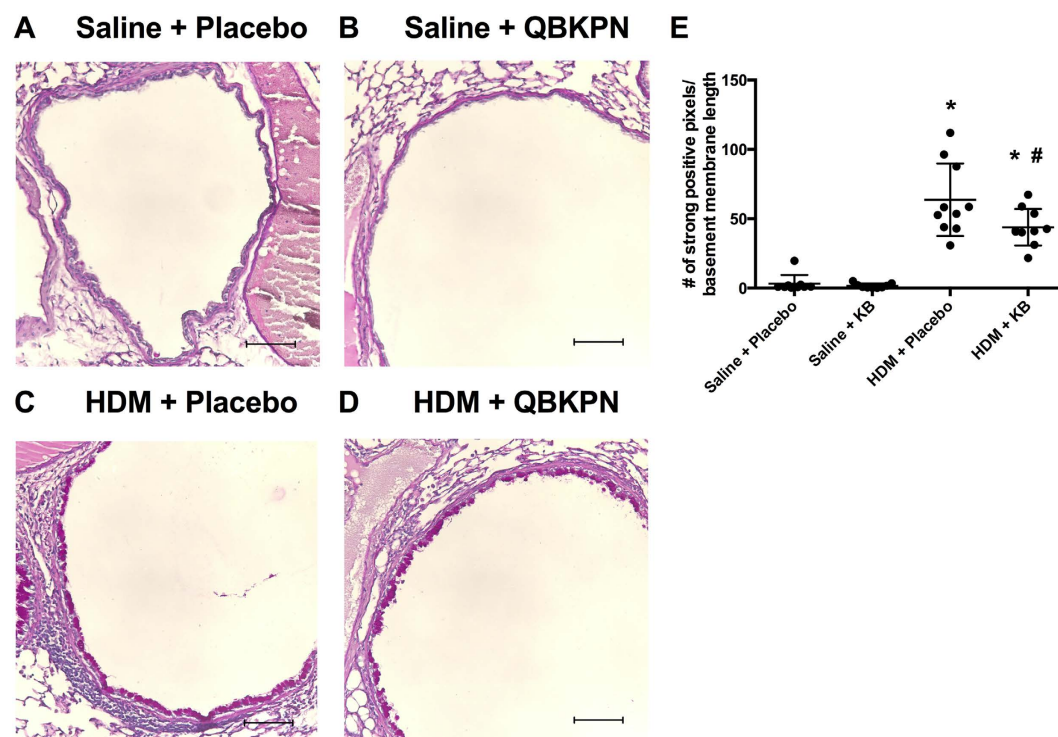 A Saline + Placebo
B Saline + QBKPN
C HDM + Placebo
D HDM + QBKPN
E
# of strong positive pixels/
basement membrane length
150
100
50
0
*
* #
Saline + Placebo
Saline + KB
HDM + Placebo
HDM + KB